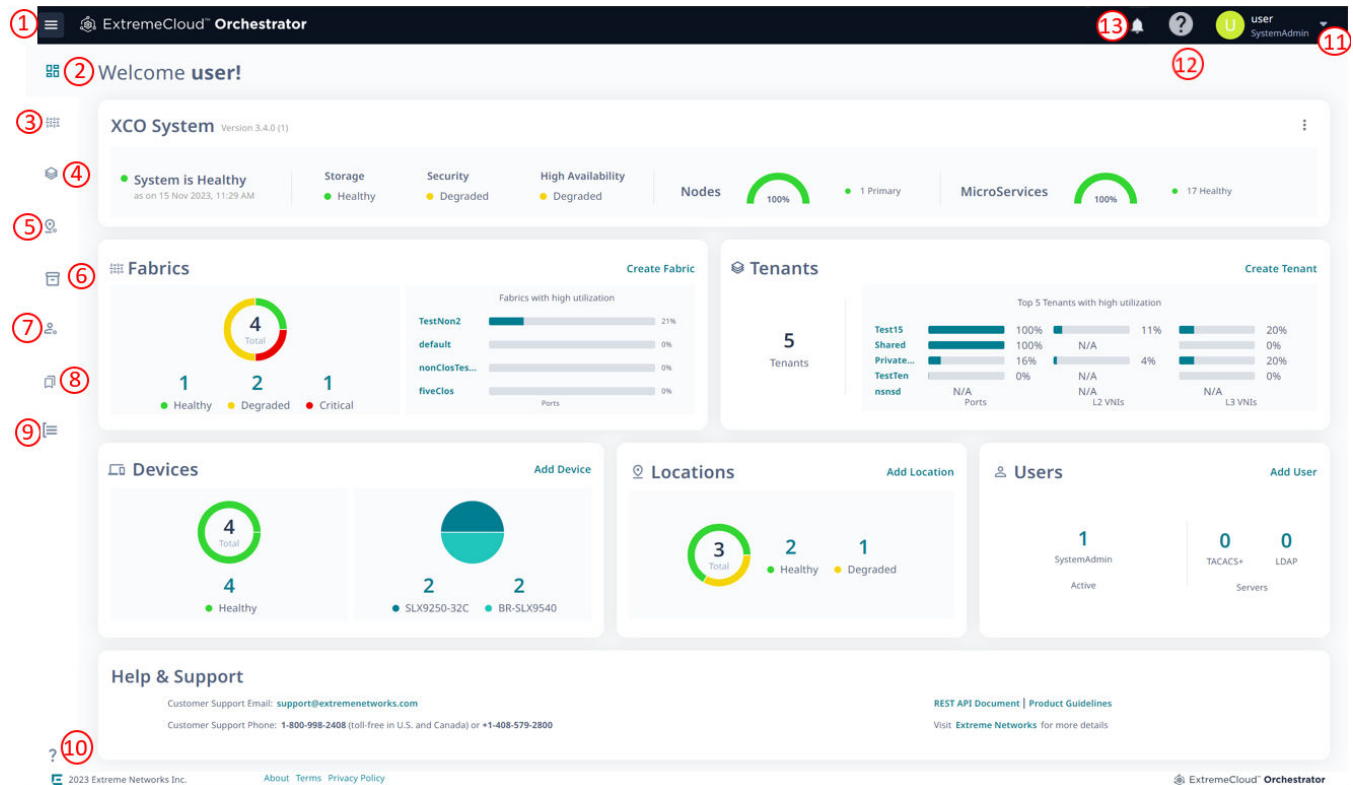 1 ExtremeCloud™ Orchestrator 13 U user
SystemAdmin 11
2 Welcome user! 12
3 XCO System Version 3.4.0 (1)
4 System is Healthy
as on 15 Nov 2023, 11:29 AM
Storage Security High Availability
Healthy Degraded Degraded
Nodes 100% 1 Primary MicroServices 100% 17 Healthy
5
Fabrics Create Fabric
6
4
Total
1 2 1
Healthy Degraded Critical
Fabrics with high utilization
TestNon2 21%
default 0%
nonClosTes... 0%
fiveClos 0%
Ports
Tenants Create Tenant
5
Tenants
Top 5 Tenants with high utilization
Test15 100% 11% 20%
Shared 100% N/A 0%
Private... 16% 4% 20%
TestTen 0% N/A 0%
nsnsd N/A N/A N/A
Ports L2 VNIs L3 VNIs
7
8
9
Devices Add Device
4
Total
4
Healthy
2 2
SLX9250-32C BR-SLX9540
Locations Add Location
3
Total
2 1
Healthy Degraded
Users Add User
1
SystemAdmin
Active
0 0
TACACS+ LDAP
Servers
Help & Support
Customer Support Email: support@extremenetworks.com
Customer Support Phone: 1-800-998-2408 (toll-free in U.S. and Canada) or +1-408-579-2800
REST API Document | Product Guidelines
Visit Extreme Networks for more details
? 10
2023 Extreme Networks Inc. About Terms Privacy Policy ExtremeCloud™ Orchestrator